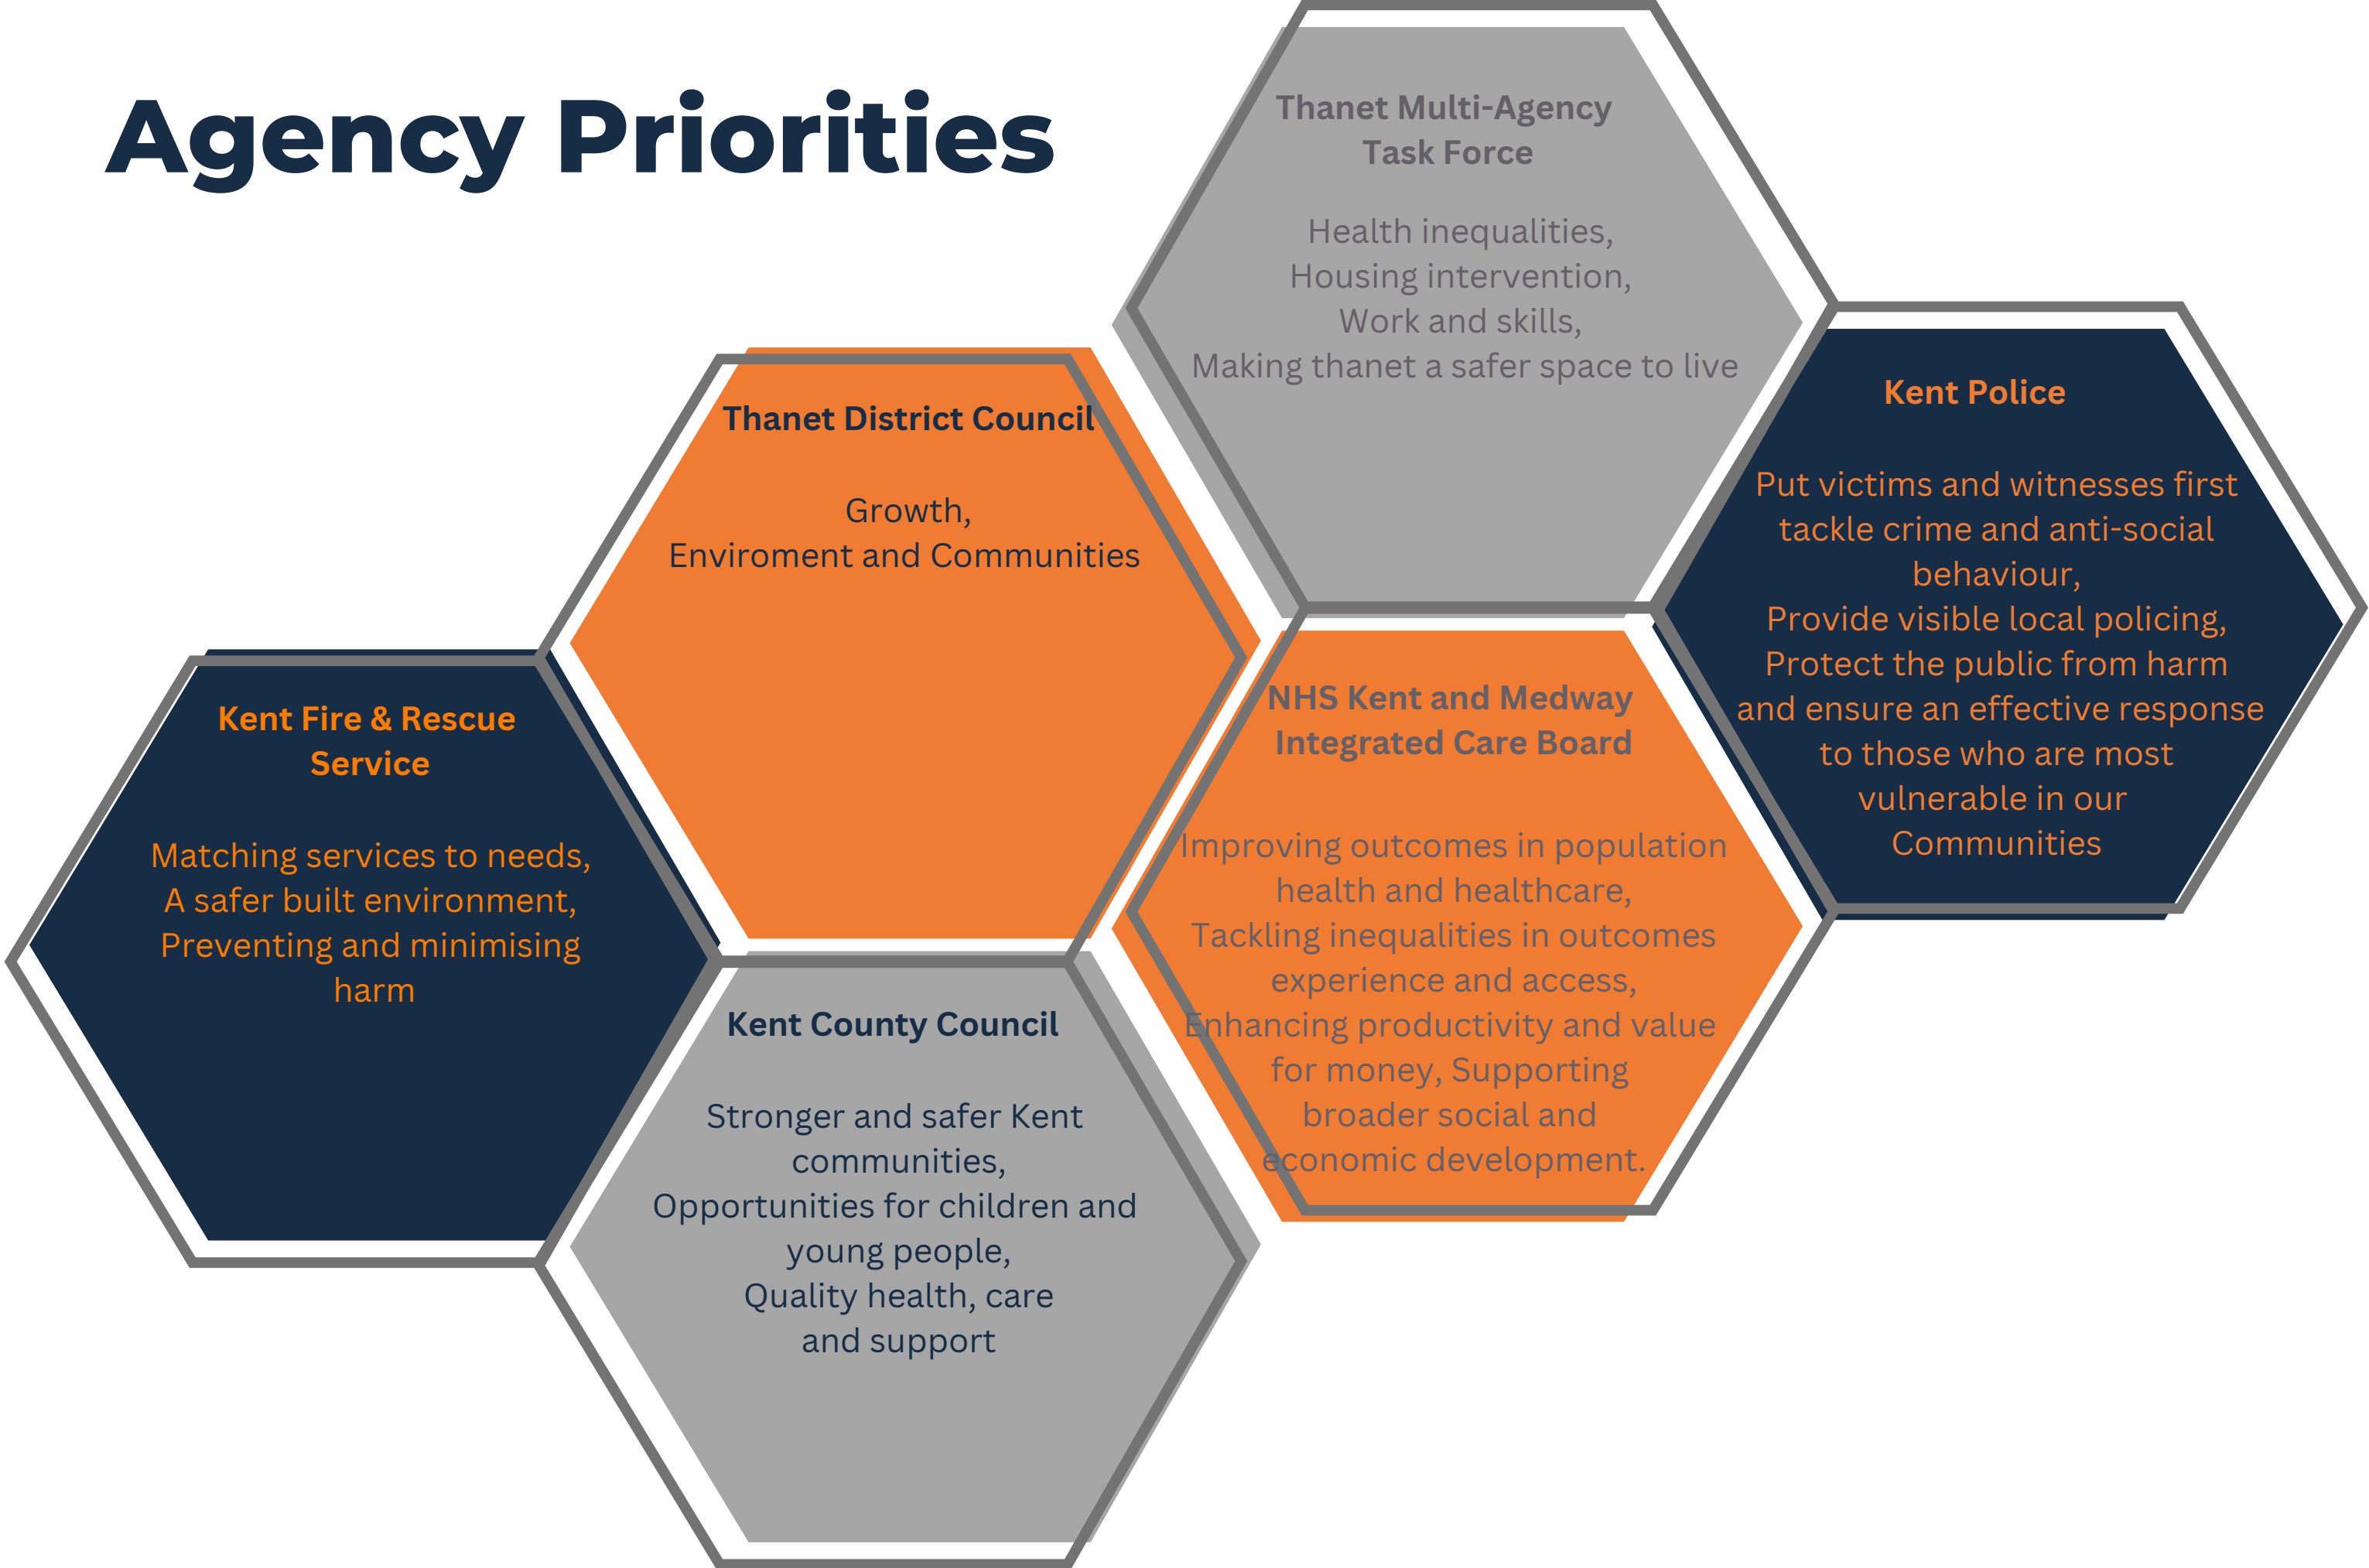 Agency Priorities
Thanet Multi-Agency
Task Force
Health inequalities,
Housing intervention,
Work and skills,
Making thanet a safer space to live
Kent Police
Put victims and witnesses first
tackle crime and anti-social
behaviour,
Provide visible local policing,
Protect the public from harm
and ensure an effective response
to those who are most
vulnerable in our
Communities
Thanet District Council
Growth,
Enviroment and Communities
NHS Kent and Medway
Integrated Care Board
Improving outcomes in population
health and healthcare,
Tackling inequalities in outcomes
experience and access,
Enhancing productivity and value
for money, Supporting
broader social and
economic development.
Kent Fire & Rescue
Service
Matching services to needs,
A safer built environment,
Preventing and minimising
harm
Kent County Council
Stronger and safer Kent
communities,
Opportunities for children and
young people,
Quality health, care
and support